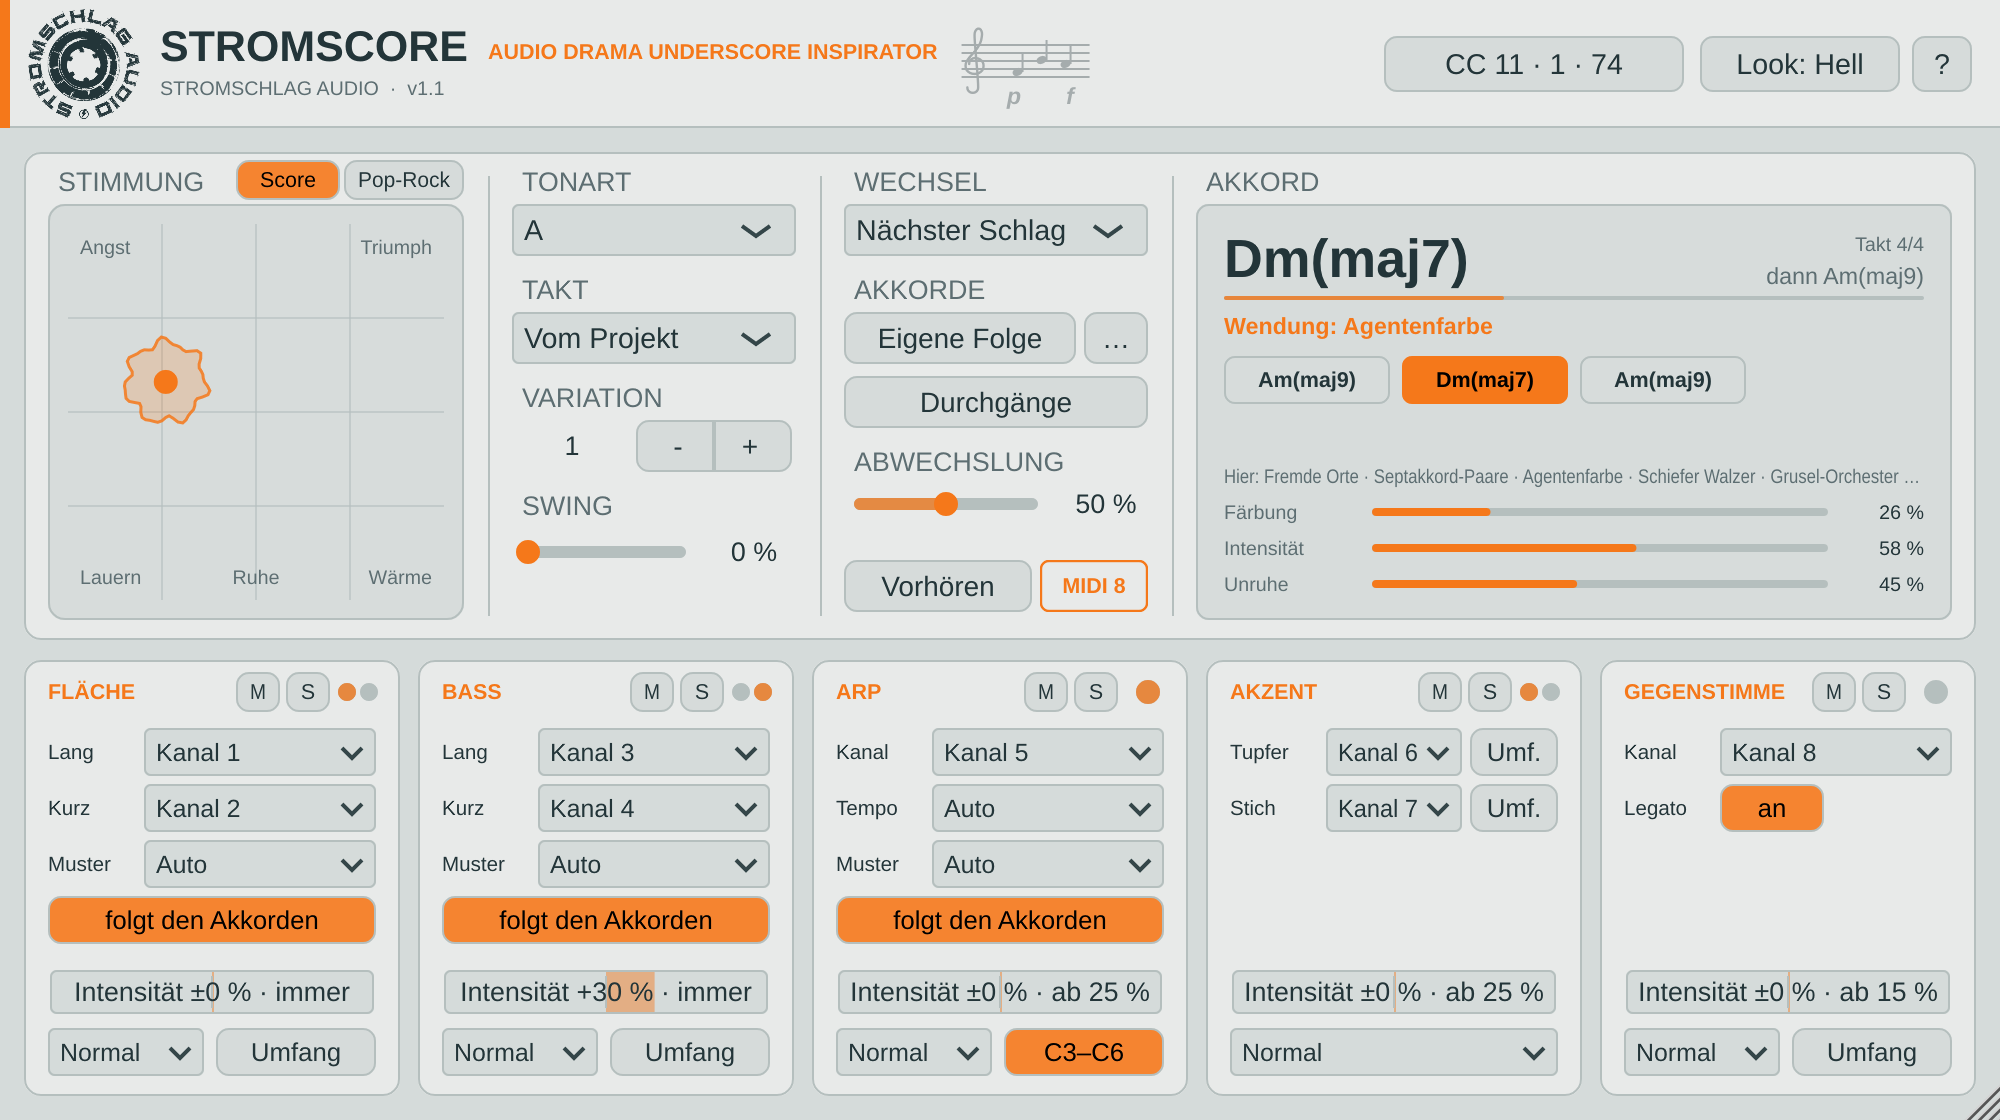 STROMSCHLAG AUDIO
STROMSCORE AUDIO DRAMA UNDERSCORE INSPIRATOR
STROMSCHLAG AUDIO · v1.1
p f
CC 11 · 1 · 74
Look: Hell
?
STIMMUNG
Score
Pop-Rock
Angst
Triumph
Lauern
Ruhe
Wärme
TONART
A
TAKT
Vom Projekt
VARIATION
1
-
+
SWING
0 %
WECHSEL
Nächster Schlag
AKKORDE
Eigene Folge
...
Durchgänge
ABWECHSLUNG
50 %
Vorhören
MIDI 8
AKKORD
Dm(maj7)
Takt 4/4
dann Am(maj9)
Wendung: Agentenfarbe
Am(maj9)
Dm(maj7)
Am(maj9)
Hier: Fremde Orte · Septakkord-Paare · Agentenfarbe · Schiefer Walzer · Grusel-Orchester ...
Färbung 26 %
Intensität 58 %
Unruhe 45 %
FLÄCHE
M
S
Lang Kanal 1
Kurz Kanal 2
Muster Auto
folgt den Akkorden
Intensität ±0 % · immer
Normal
Umfang
BASS
M
S
Lang Kanal 3
Kurz Kanal 4
Muster Auto
folgt den Akkorden
Intensität +30 % · immer
Normal
Umfang
ARP
M
S
Kanal Kanal 5
Tempo Auto
Muster Auto
folgt den Akkorden
Intensität ±0 % · ab 25 %
Normal
C3–C6
AKZENT
M
S
Tupfer Kanal 6 Umf.
Stich Kanal 7 Umf.
Intensität ±0 % · ab 25 %
Normal
GEGENSTIMME
M
S
Kanal Kanal 8
Legato an
Intensität ±0 % · ab 15 %
Normal
Umfang